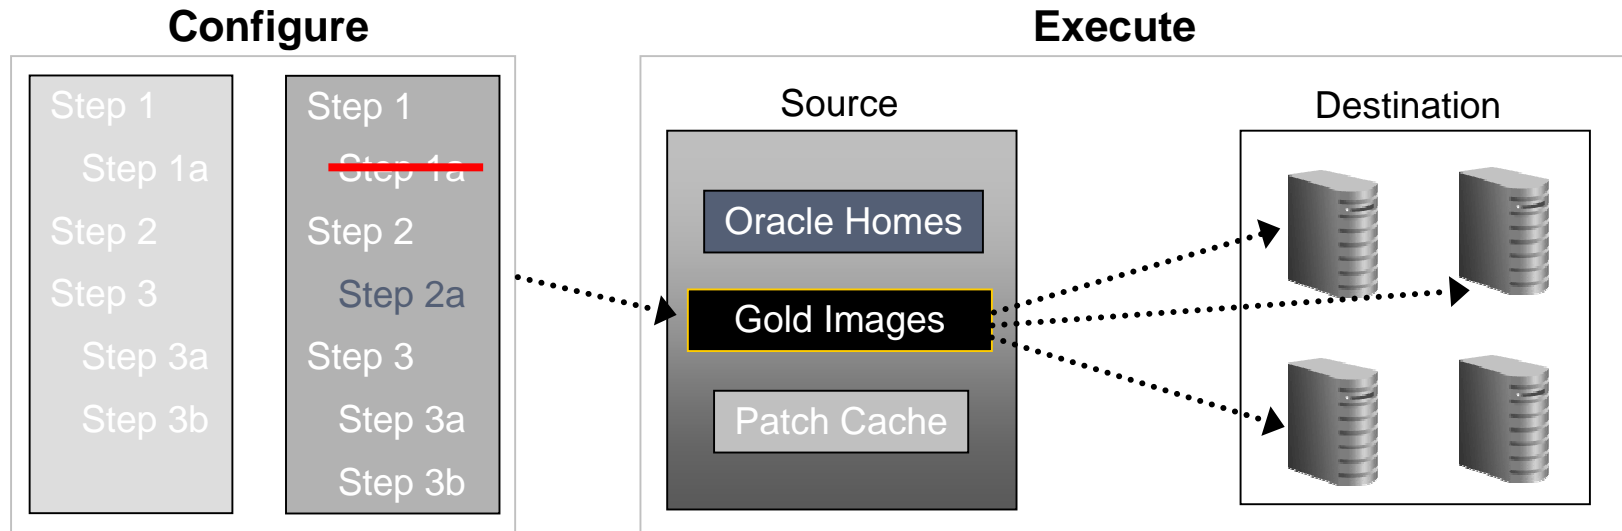 Configure
Step 1
Step 1a
Step 2
Step 3
Step 3a
Step 3b
Step 1
Step 1a
Step 2
Step 2a
Step 3
Step 3a
Step 3b
Execute
Source
Oracle Homes
Gold Images
Patch Cache
Destination